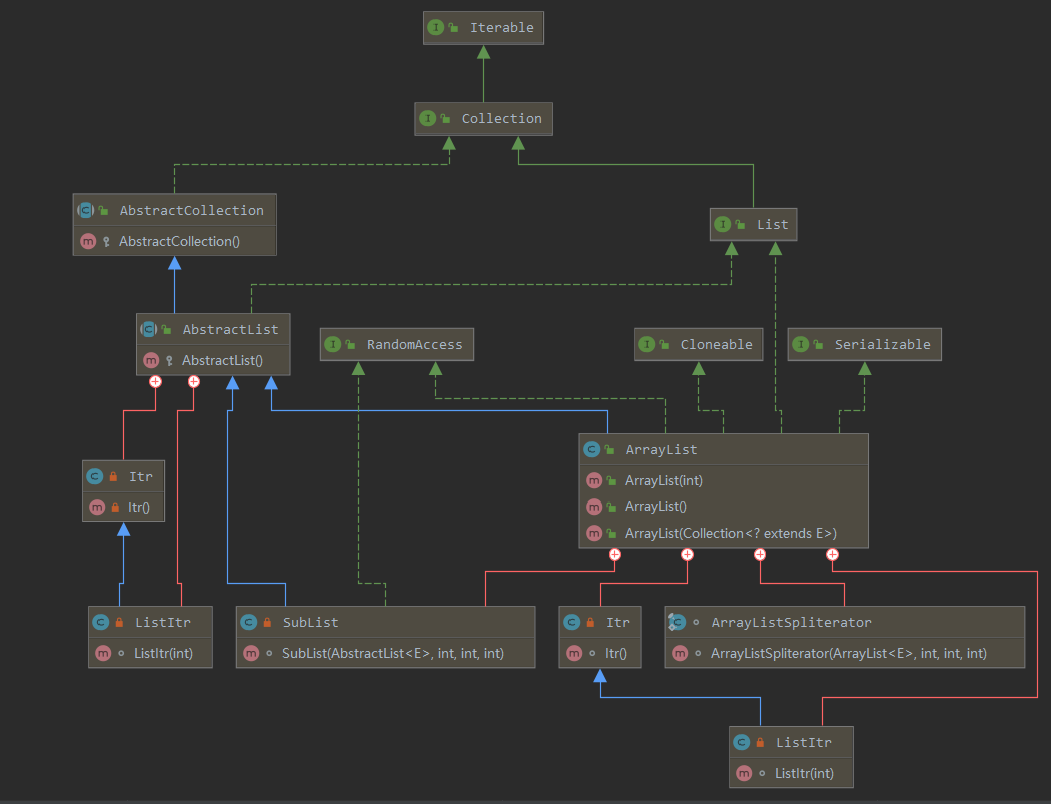 Iterable
Collection
AbstractCollection
AbstractCollection()
List
AbstractList
AbstractList()
RandomAccess
Cloneable
Serializable
ArrayList
ArrayList(int)
ArrayList()
ArrayList(Collection<? extends E>)
Itr
Itr()
ListItr
ListItr(int)
SubList
SubList(AbstractList<E>, int, int, int)
Itr
Itr()
ArrayListSpliterator
ArrayListSpliterator(ArrayList<E>, int, int, int)
ListItr
ListItr(int)